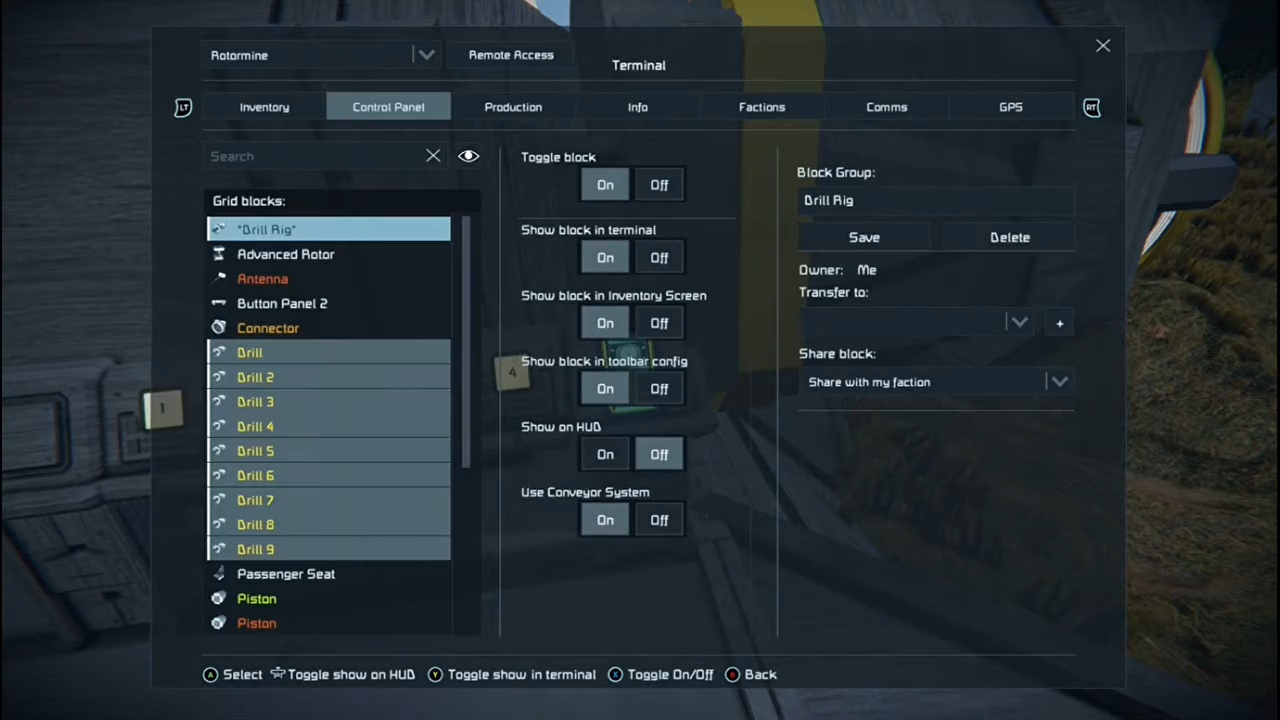 Rotormine
Remote Access
Terminal
LT
Inventory
Control Panel
Production
Info
Factions
Comms
GPS
RT
Search
Grid blocks:
*Drill Rig*
Advanced Rotor
Antenna
Button Panel 2
Connector
Drill
Drill 2
Drill 3
Drill 4
Drill 5
Drill 6
Drill 7
Drill 8
Drill 9
Passenger Seat
Piston
Piston
Toggle block
On Off
Show block in terminal
On Off
Show block in Inventory Screen
On Off
Show block in toolbar config
On Off
Show on HUD
On Off
Use Conveyor System
On Off
Block Group:
Drill Rig
Save
Delete
Owner: Me
Transfer to:
+
Share block:
Share with my faction
1
4
A Select Toggle show on HUD Y Toggle show in terminal X Toggle On/Off B Back